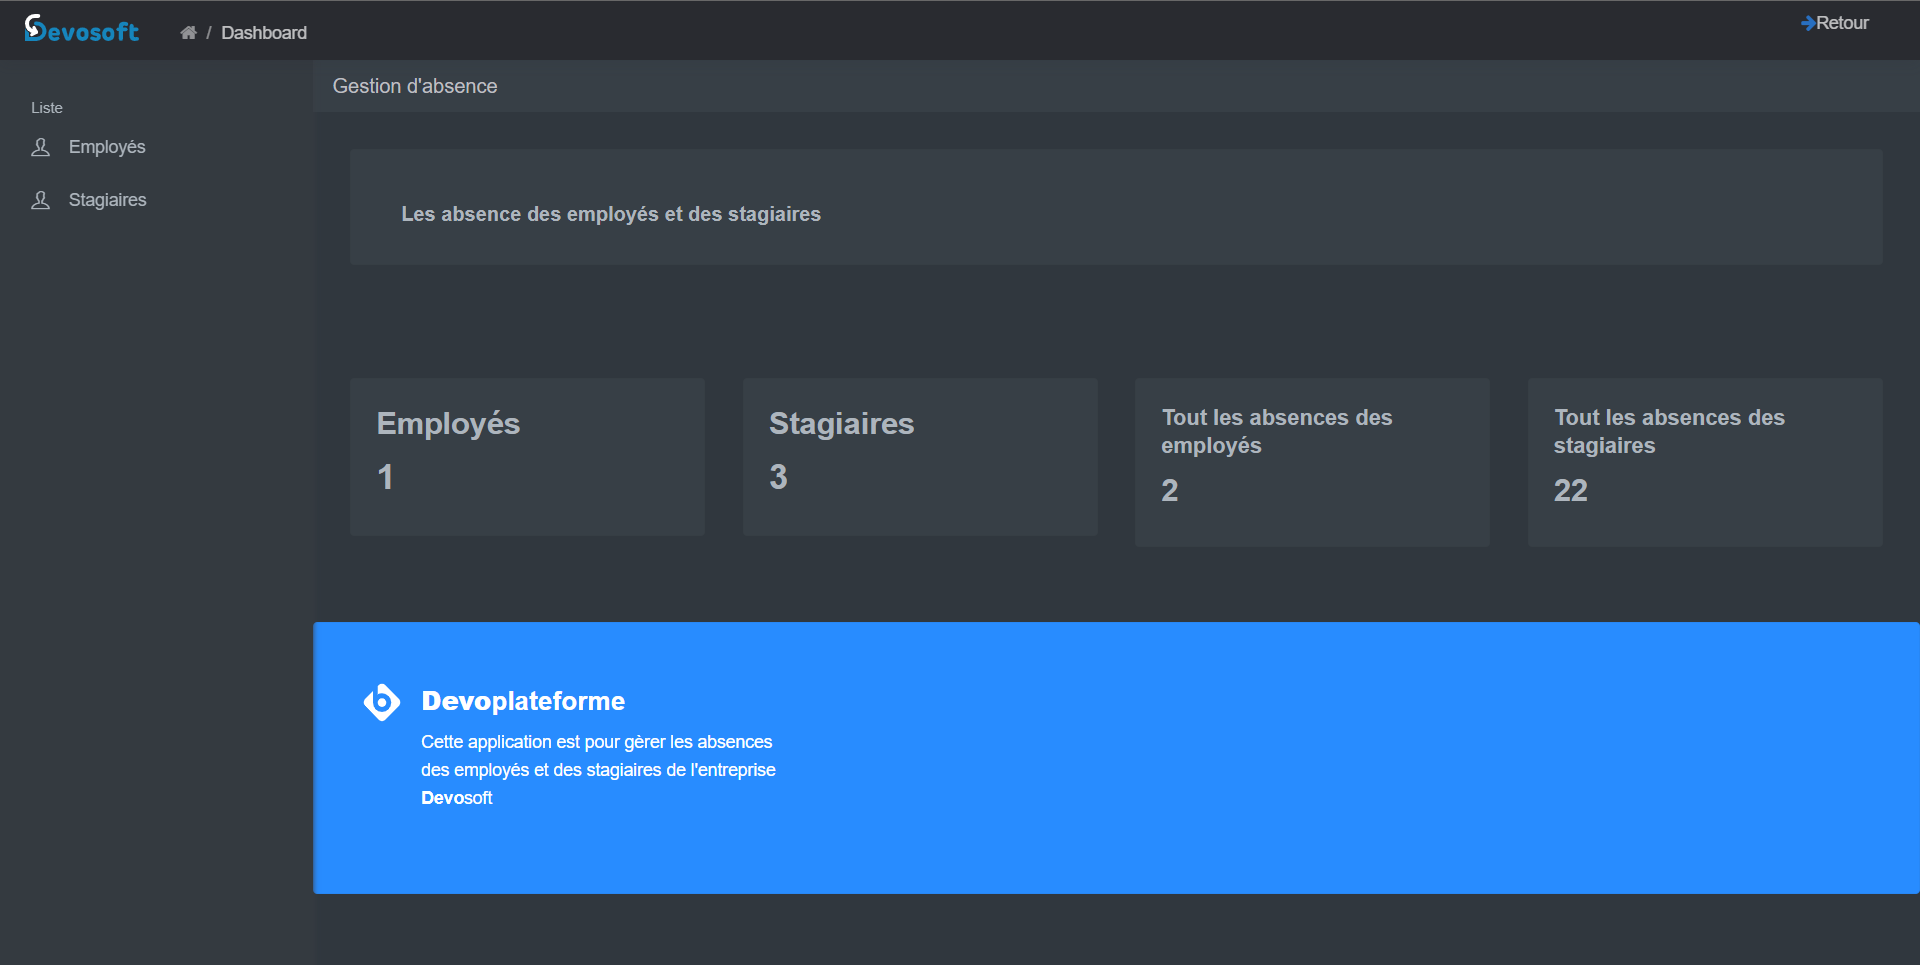 Devosoft
/ Dashboard
Retour
Liste
Employés
Stagiaires
Gestion d'absence
Les absence des employés et des stagiaires
Employés
1
Stagiaires
3
Tout les absences des
employés
2
Tout les absences des
stagiaires
22
Devoplateforme
Cette application est pour gèrer les absences
des employés et des stagiaires de l'entreprise
Devosoft